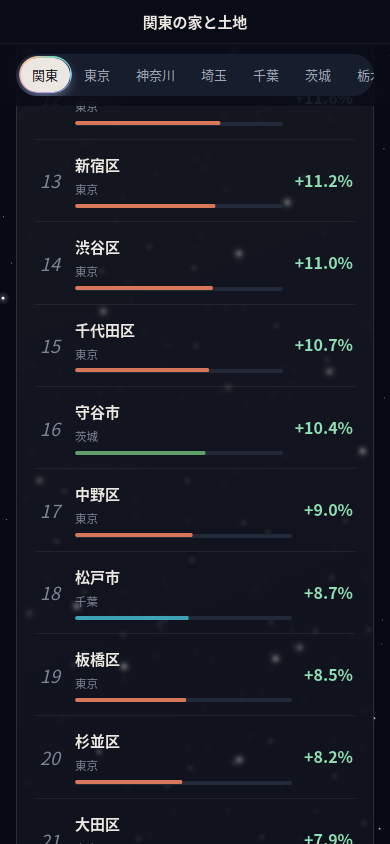 関東の家と土地
関東 東京 神奈川 埼玉 千葉 茨城
東京
13 新宿区 +11.2%
東京
14 渋谷区 +11.0%
東京
15 千代田区 +10.7%
東京
16 守谷市 +10.4%
茨城
17 中野区 +9.0%
東京
18 松戸市 +8.7%
千葉
19 板橋区 +8.5%
東京
20 杉並区 +8.2%
東京
21 大田区 +7.9%